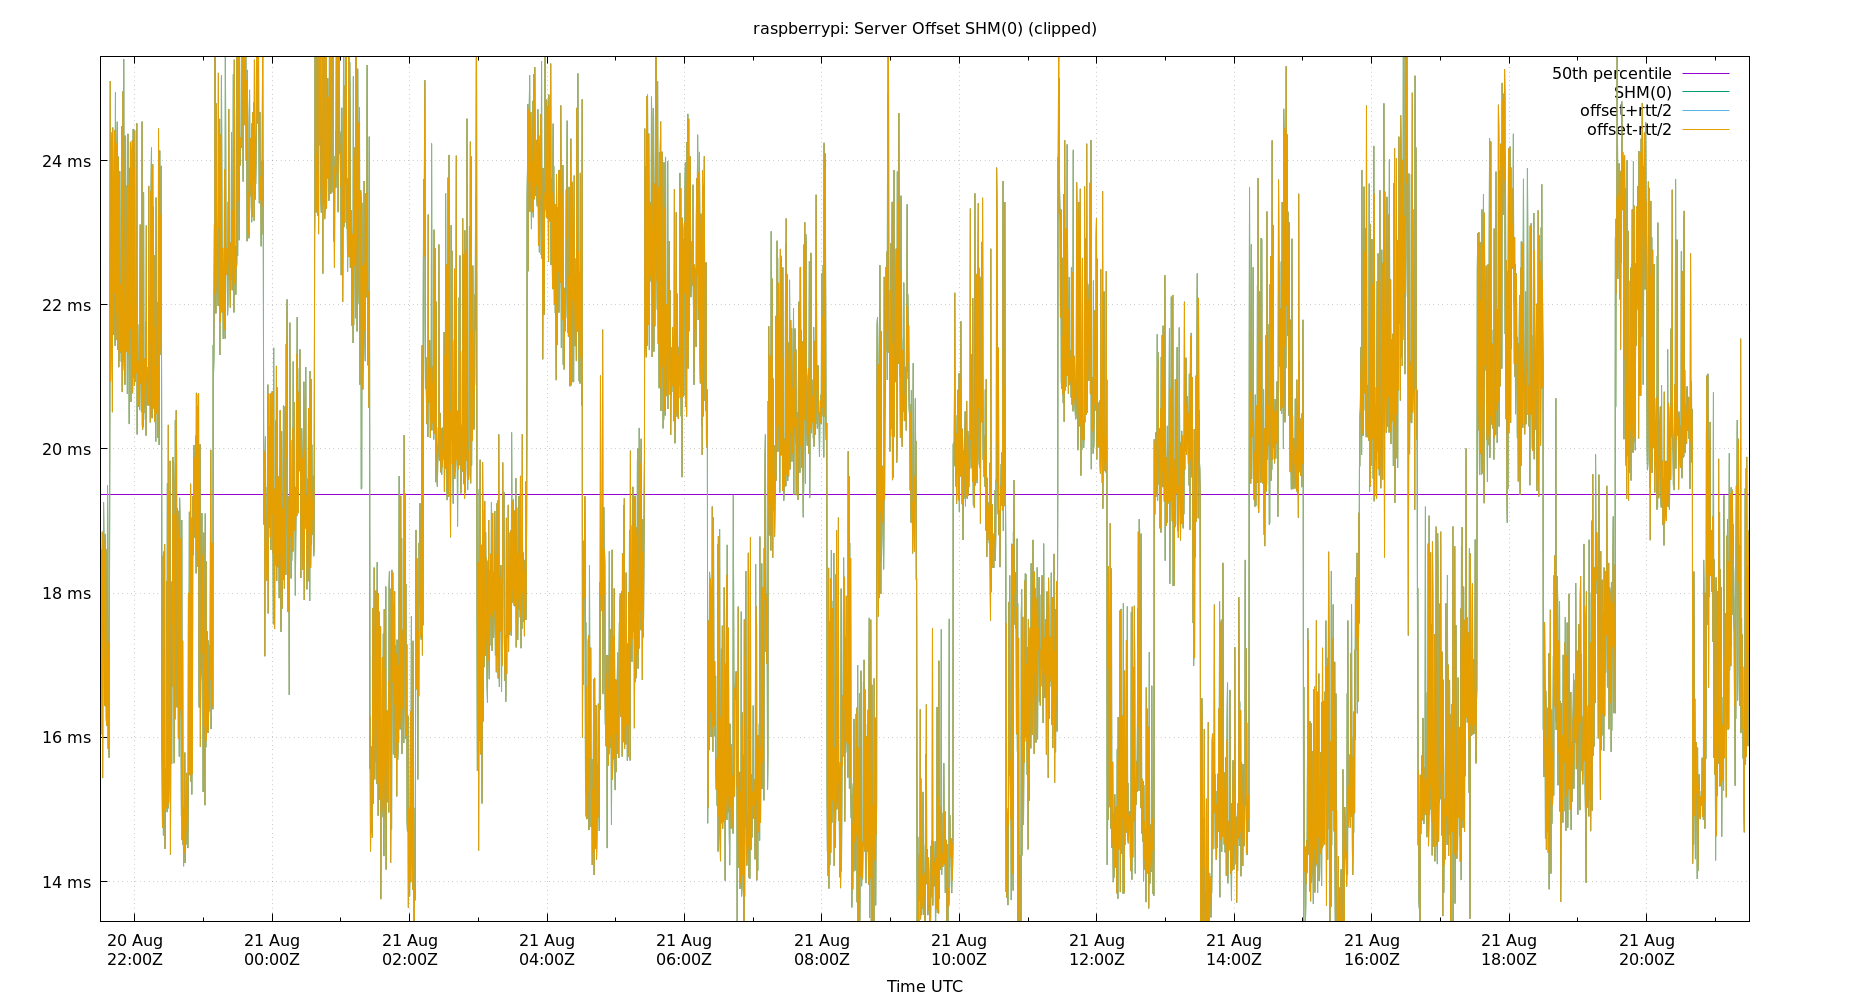 raspberrypi: Server Offset SHM(0) (clipped)
50th percentile
SHM(0)
offset+rtt/2
offset-rtt/2
24 ms
22 ms
20 ms
18 ms
16 ms
14 ms
20 Aug 21 Aug 21 Aug 21 Aug 21 Aug 21 Aug 21 Aug 21 Aug 21 Aug 21 Aug 21 Aug 21 Aug
22:00Z 00:00Z 02:00Z 04:00Z 06:00Z 08:00Z 10:00Z 12:00Z 14:00Z 16:00Z 18:00Z 20:00Z
Time UTC